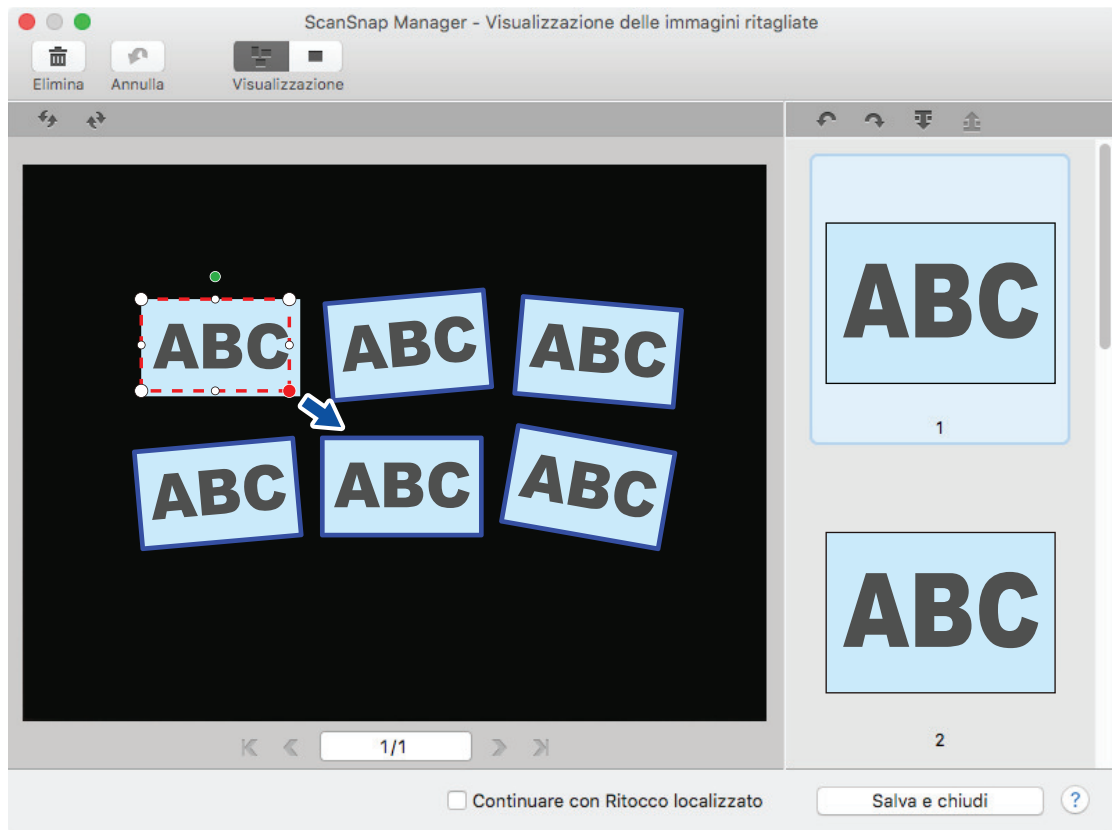 ScanSnap Manager - Visualizzazione delle immagini ritagliate
Elimina Annulla Visualizzazione
ABC ABC ABC
ABC ABC ABC
1/1
ABC
1
ABC
2
Continuare con Ritocco localizzato
Salva e chiudi ?